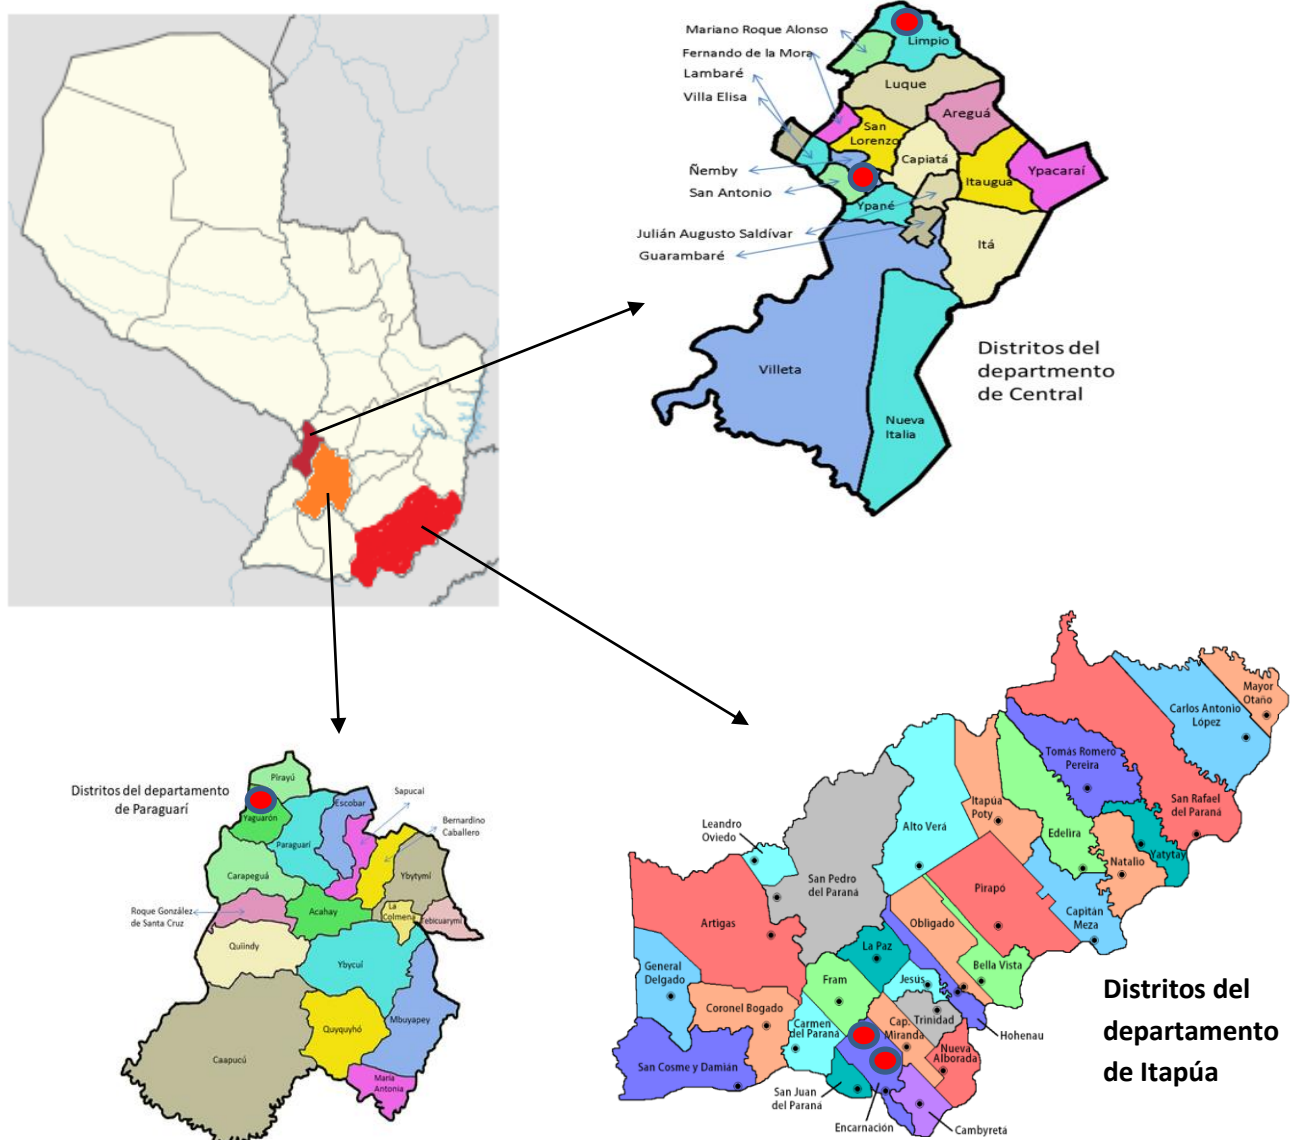 Mariano Roque Alonso
Fernando de la Mora
Lambaré
Villa Elisa
Limpio
Luque
Areguá
San
Lorenzo
Capiatá
Itaugua
Ypacaraí
Ñemby
San Antonio
Ypané
Julián Augusto Saldívar
Guarambaré
Itá
Villeta
Nueva
Italia
Distritos del
departmento
de Central
Distritos del departamento
de Paraguarí
Pirayú
Yaguarón
Escobar
Sapucai
Bernardino
Caballero
Paraguarí
Carapeguá
Ybytymí
Roque González
de Santa Cruz
Acahay
La
Colmena
Tebicuarymi
Quiindy
Ybycuí
Caapucú
Quyquyhó
Mbuyapey
María
Antonia
Mayor
Otaño
Carlos Antonio
López
Tomás Romero
Pereira
San Rafael
del Paraná
Itapúa
Poty
Edelira
Yatytay
Natalio
Alto Verá
Leandro
Oviedo
San Pedro
del Paraná
Pirapó
Capitán
Meza
Artigas
Obligado
La Paz
Bella Vista
General
Delgado
Fram
Jesús
Coronel Bogado
Carmen
del Paraná
Cap.
Miranda
Trinidad
Hohenau
Nueva
Alborada
San Cosme y Damián
San Juan
del Paraná
Encarnación
Cambyretá
Distritos del
departamento
de Itapúa